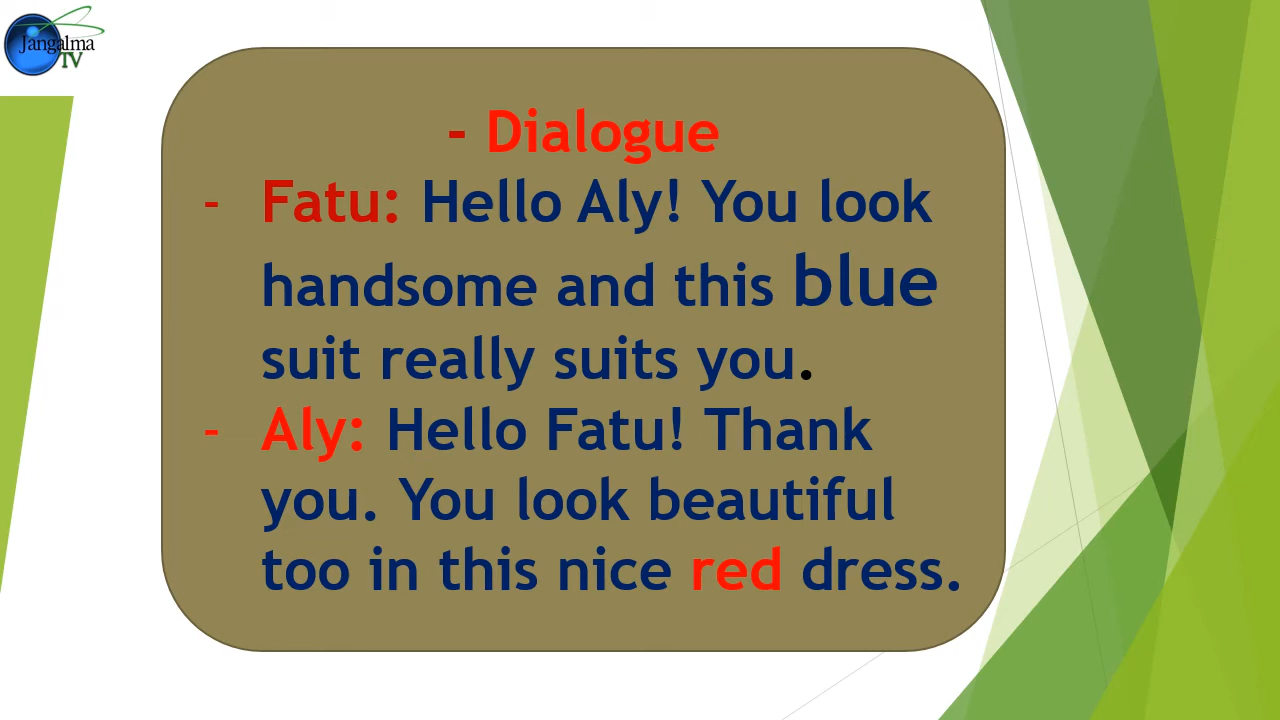 Jangalma
TV
- Dialogue
- Fatu: Hello Aly! You look
handsome and this blue
suit really suits you.
- Aly: Hello Fatu! Thank
you. You look beautiful
too in this nice red dress.